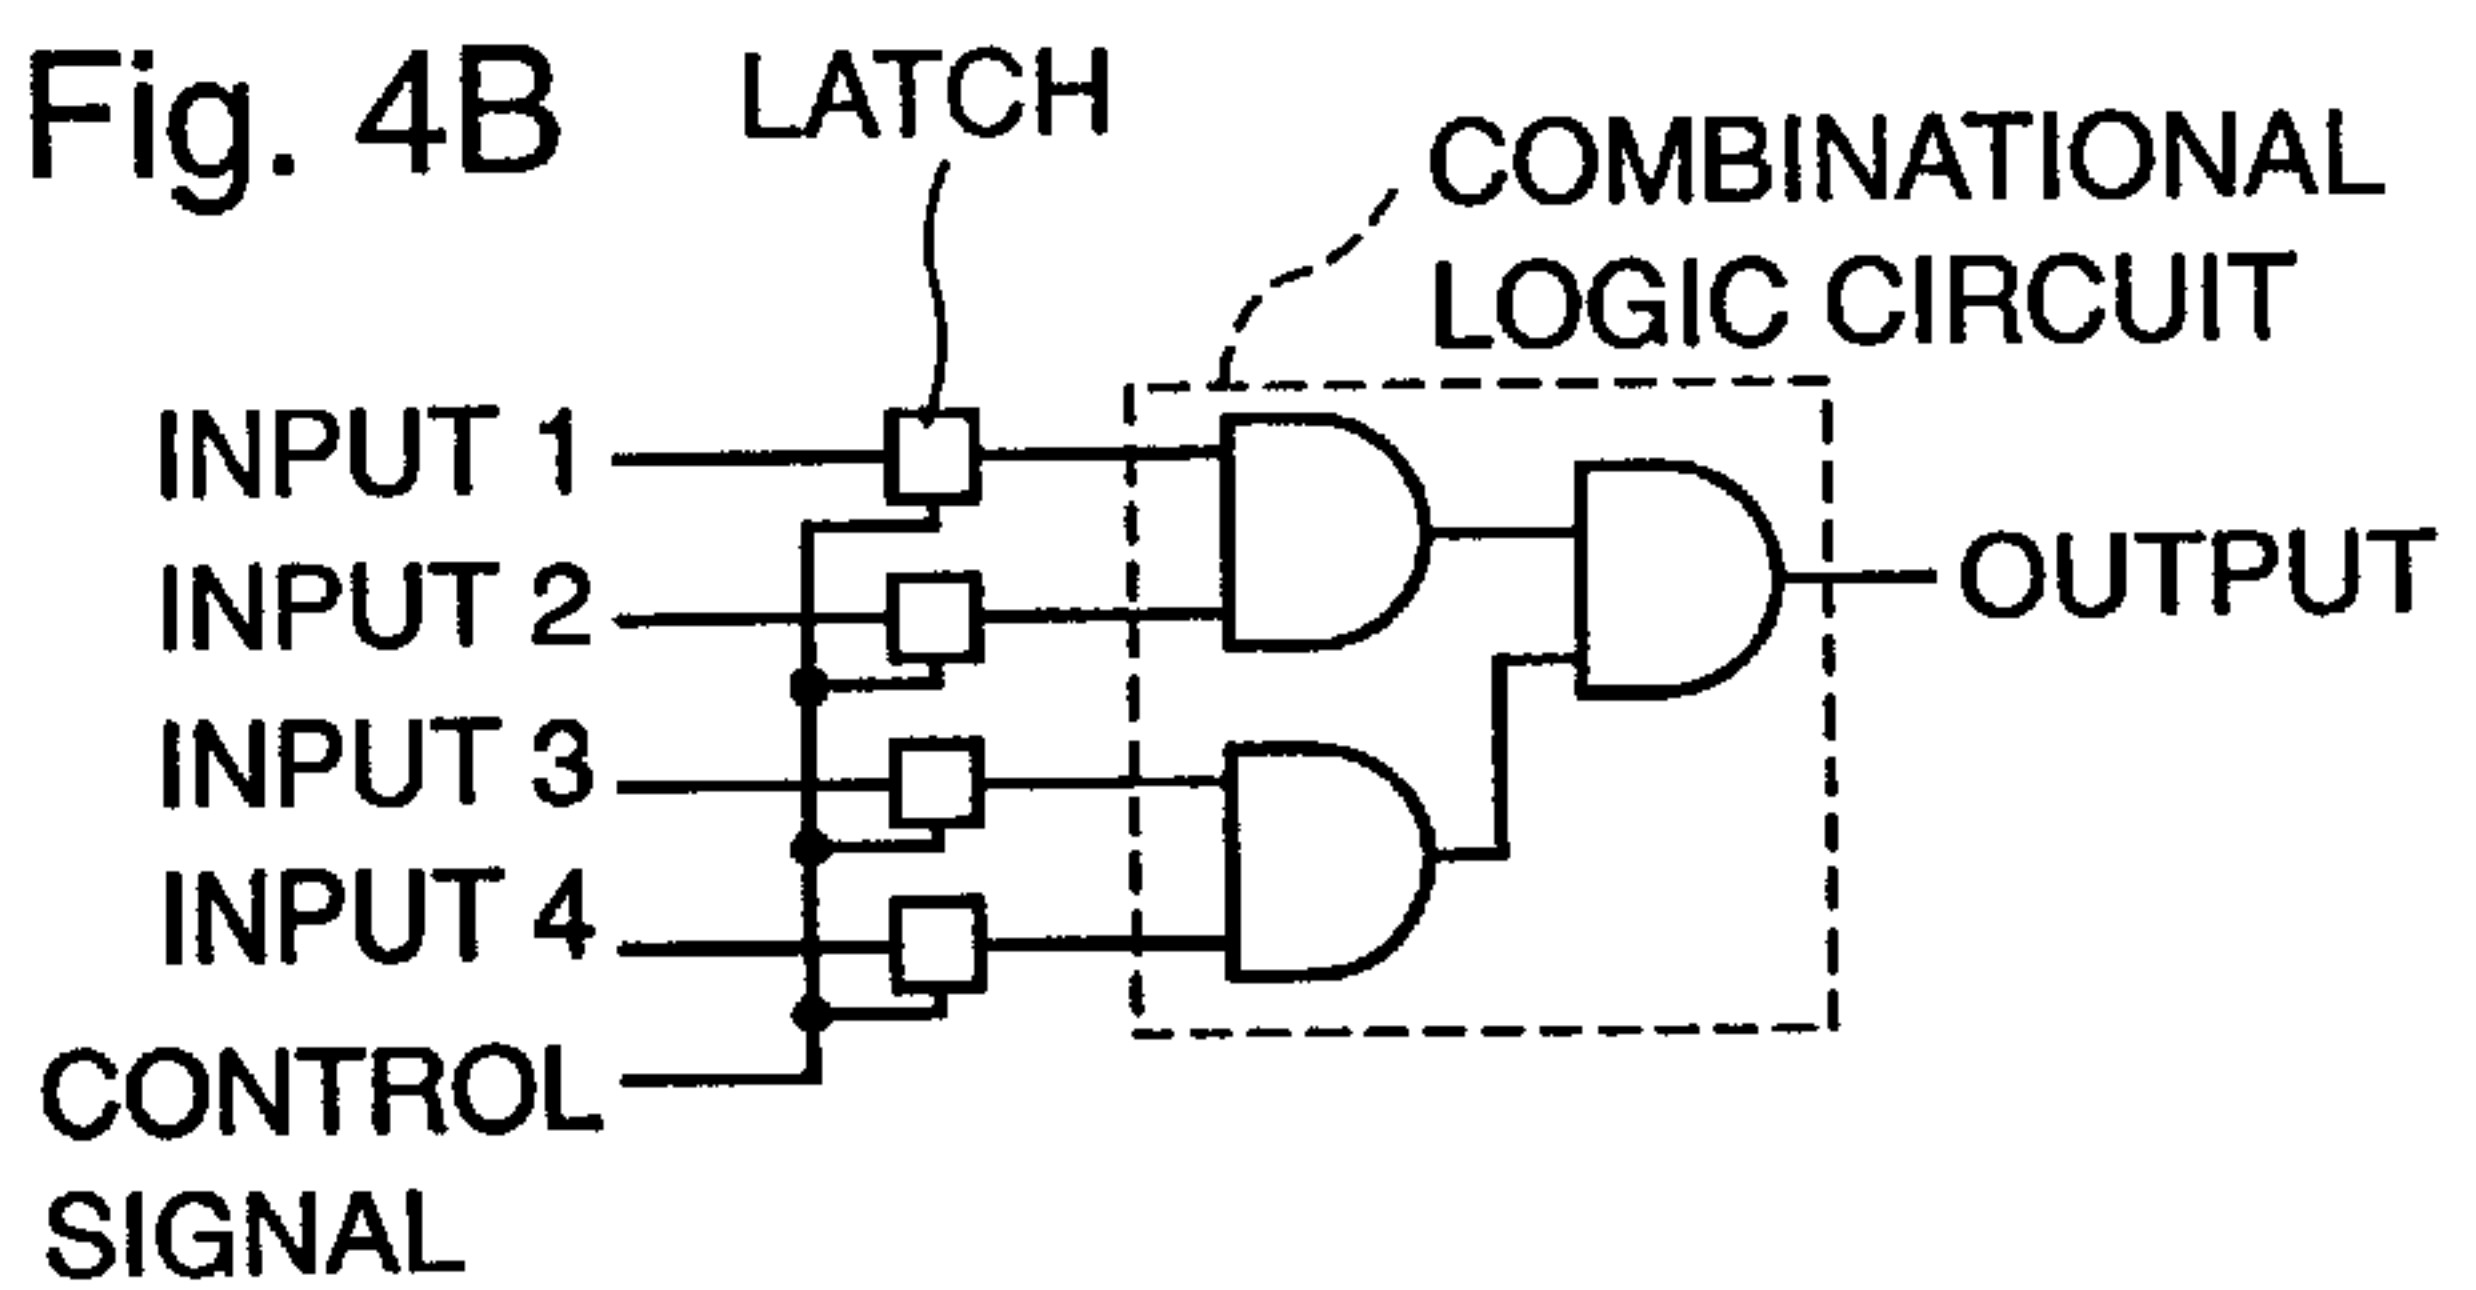 Fig. 4B
LATCH
COMBINATIONAL
LOGIC CIRCUIT
INPUT 1
INPUT 2
INPUT 3
INPUT 4
CONTROL
SIGNAL
OUTPUT